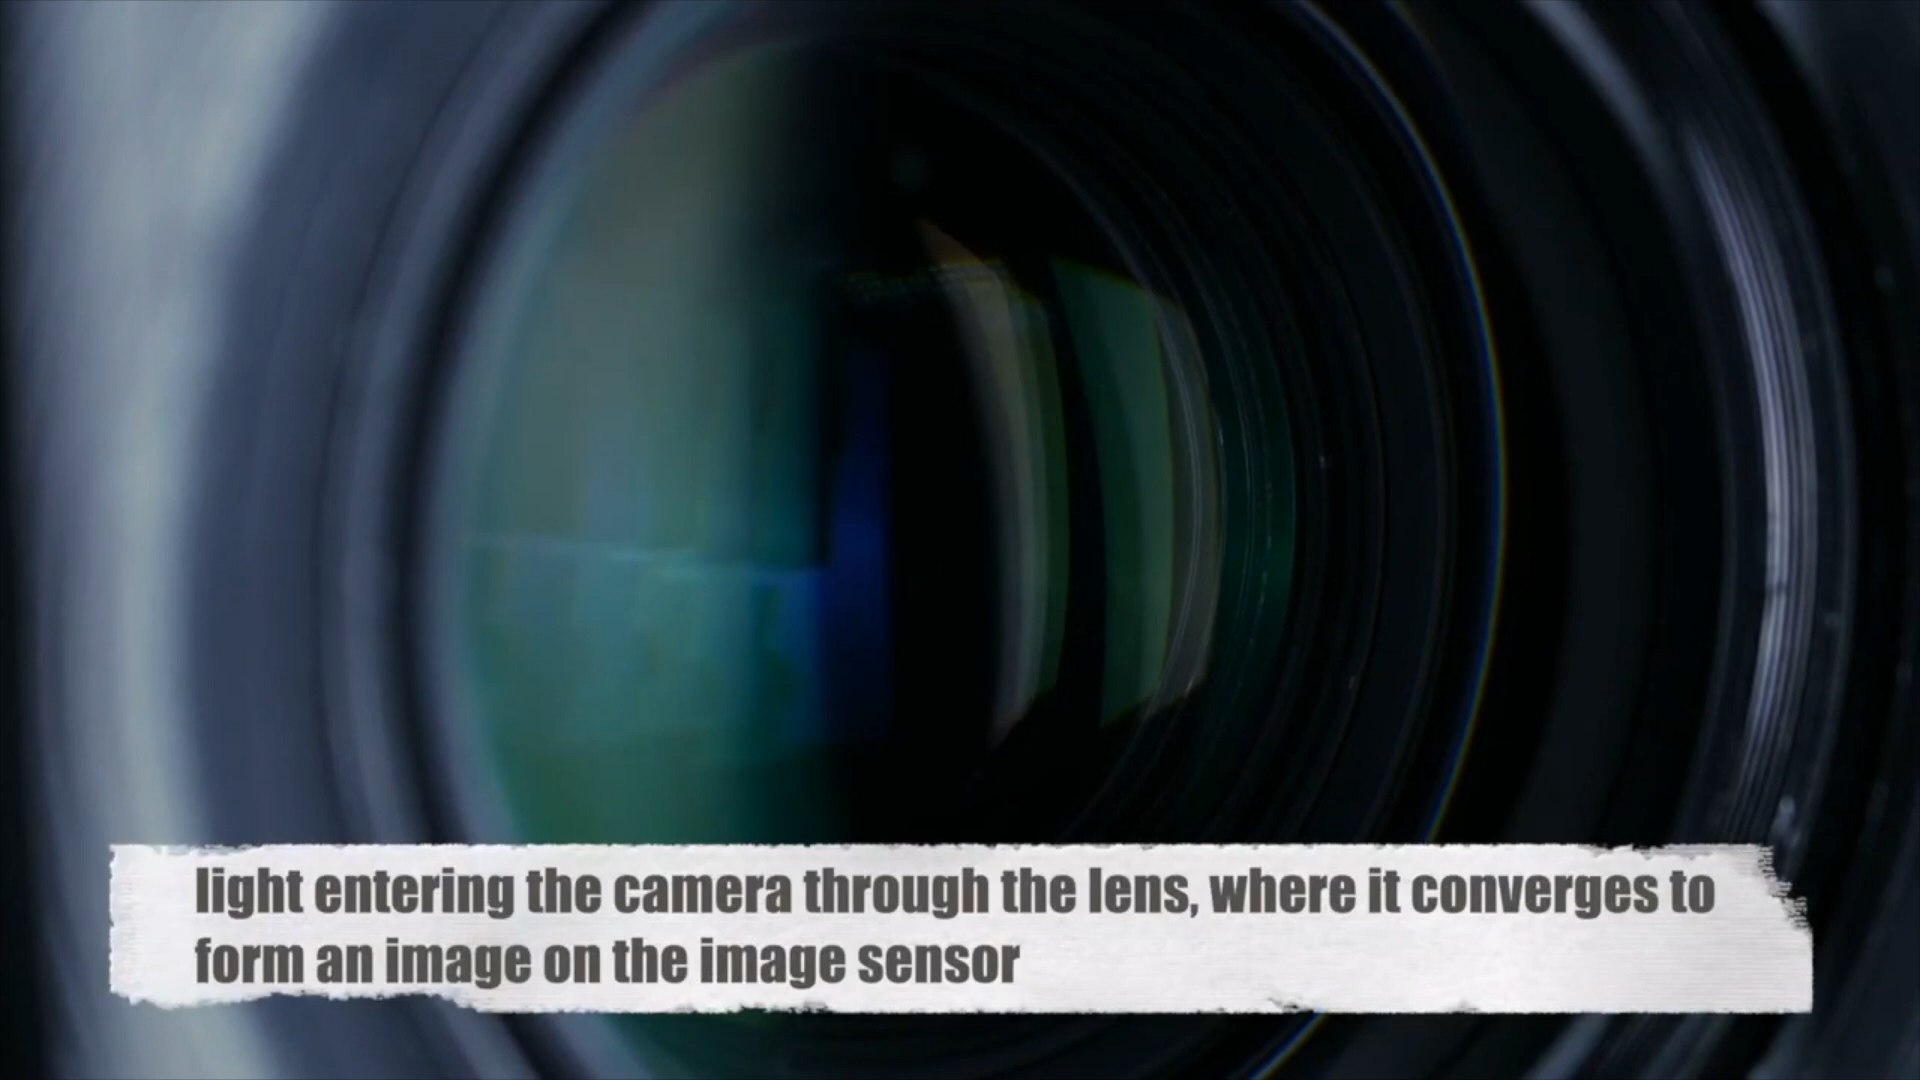 light entering the camera through the lens, where it converges to
form an image on the image sensor